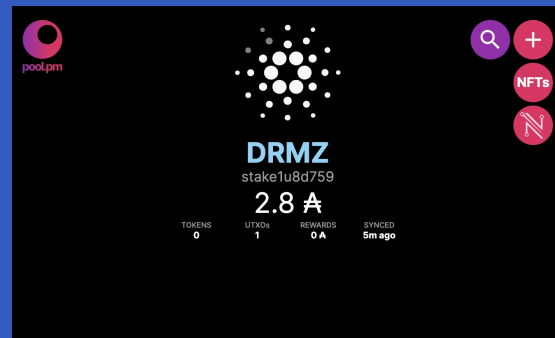 pool.pm
NFTs
DRMZ
stake1u8d759
2.8 ₳
TOKENS UTXOs REWARDS SYNCED
0 1 0 ₳ 5m ago